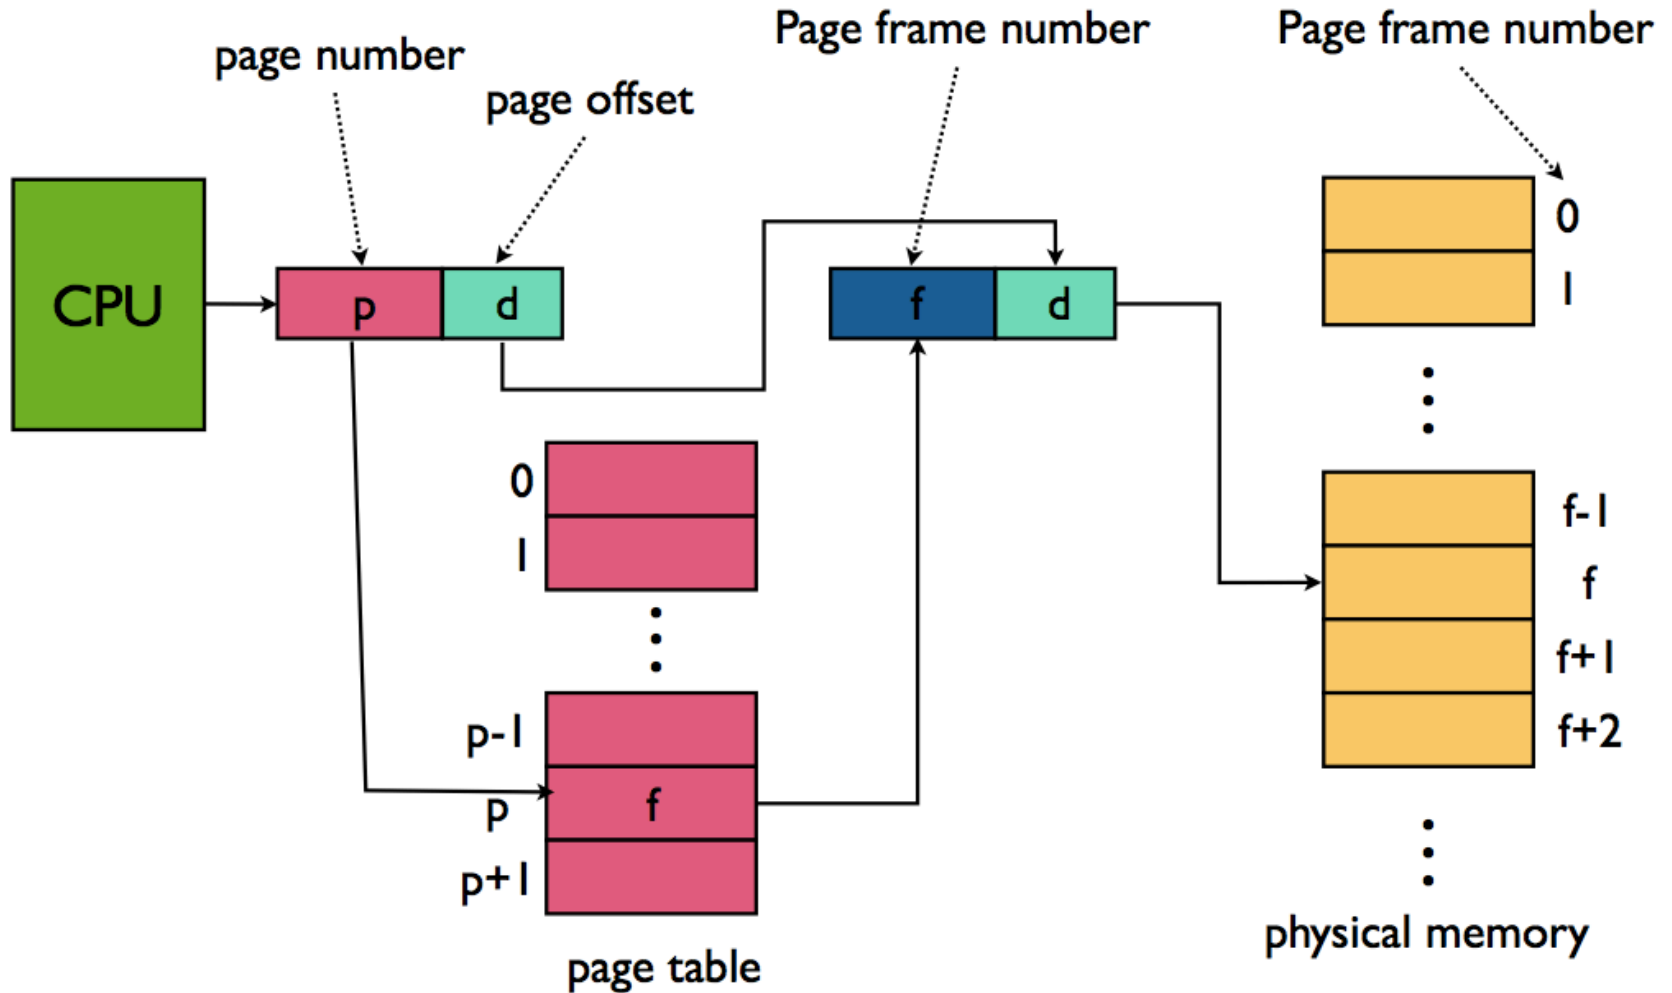 page number
page offset
Page frame number
Page frame number
CPU
p
d
f
d
0
1
f-1
f
f+1
f+2
physical memory
0
1
p-1
p
f
p+1
page table